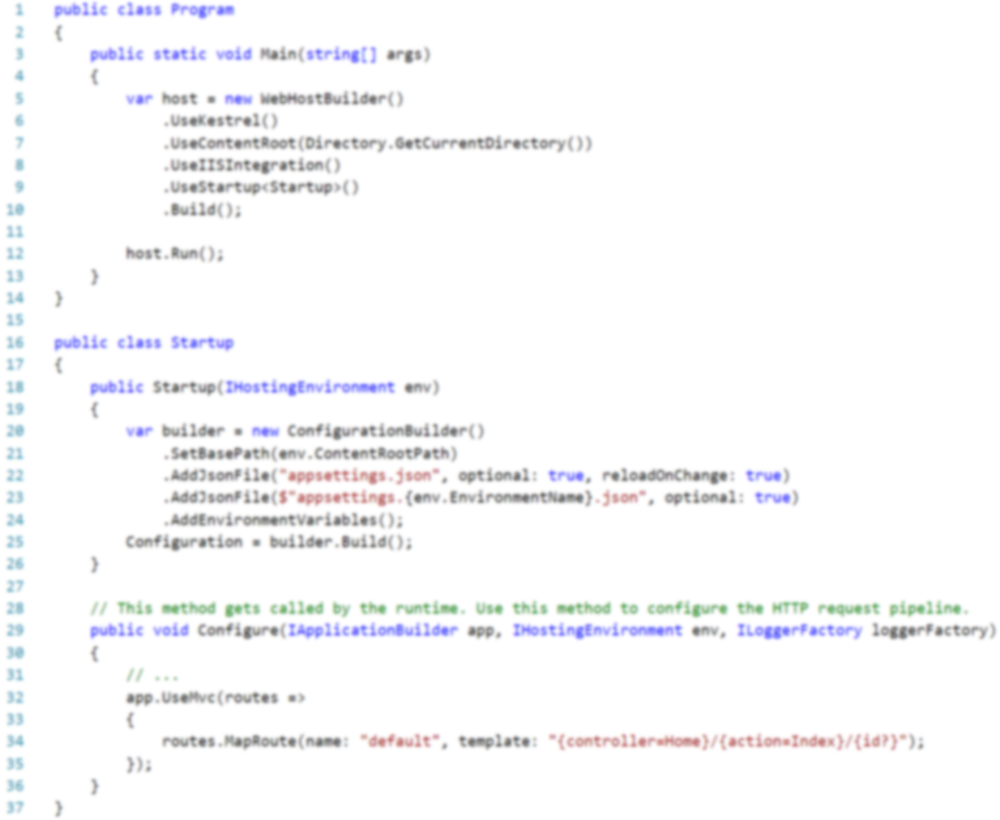 1 public class Program
2 {
3 public static void Main(string[] args)
4 {
5 var host = new WebHostBuilder()
6 .UseKestrel()
7 .UseContentRoot(Directory.GetCurrentDirectory())
8 .UseIISIntegration()
9 .UseStartup<Startup>()
10 .Build();
11
12 host.Run();
13 }
14 }
15
16 public class Startup
17 {
18 public Startup(IHostingEnvironment env)
19 {
20 var builder = new ConfigurationBuilder()
21 .SetBasePath(env.ContentRootPath)
22 .AddJsonFile("appsettings.json", optional: true, reloadOnChange: true)
23 .AddJsonFile($"appsettings.{env.EnvironmentName}.json", optional: true)
24 .AddEnvironmentVariables();
25 Configuration = builder.Build();
26 }
27
28 // This method gets called by the runtime. Use this method to configure the HTTP request pipeline.
29 public void Configure(IApplicationBuilder app, IHostingEnvironment env, ILoggerFactory loggerFactory)
30 {
31 // ...
32 app.UseMvc(routes =>
33 {
34 routes.MapRoute(name: "default", template: "{controller=Home}/{action=Index}/{id?}");
35 });
36 }
37 }